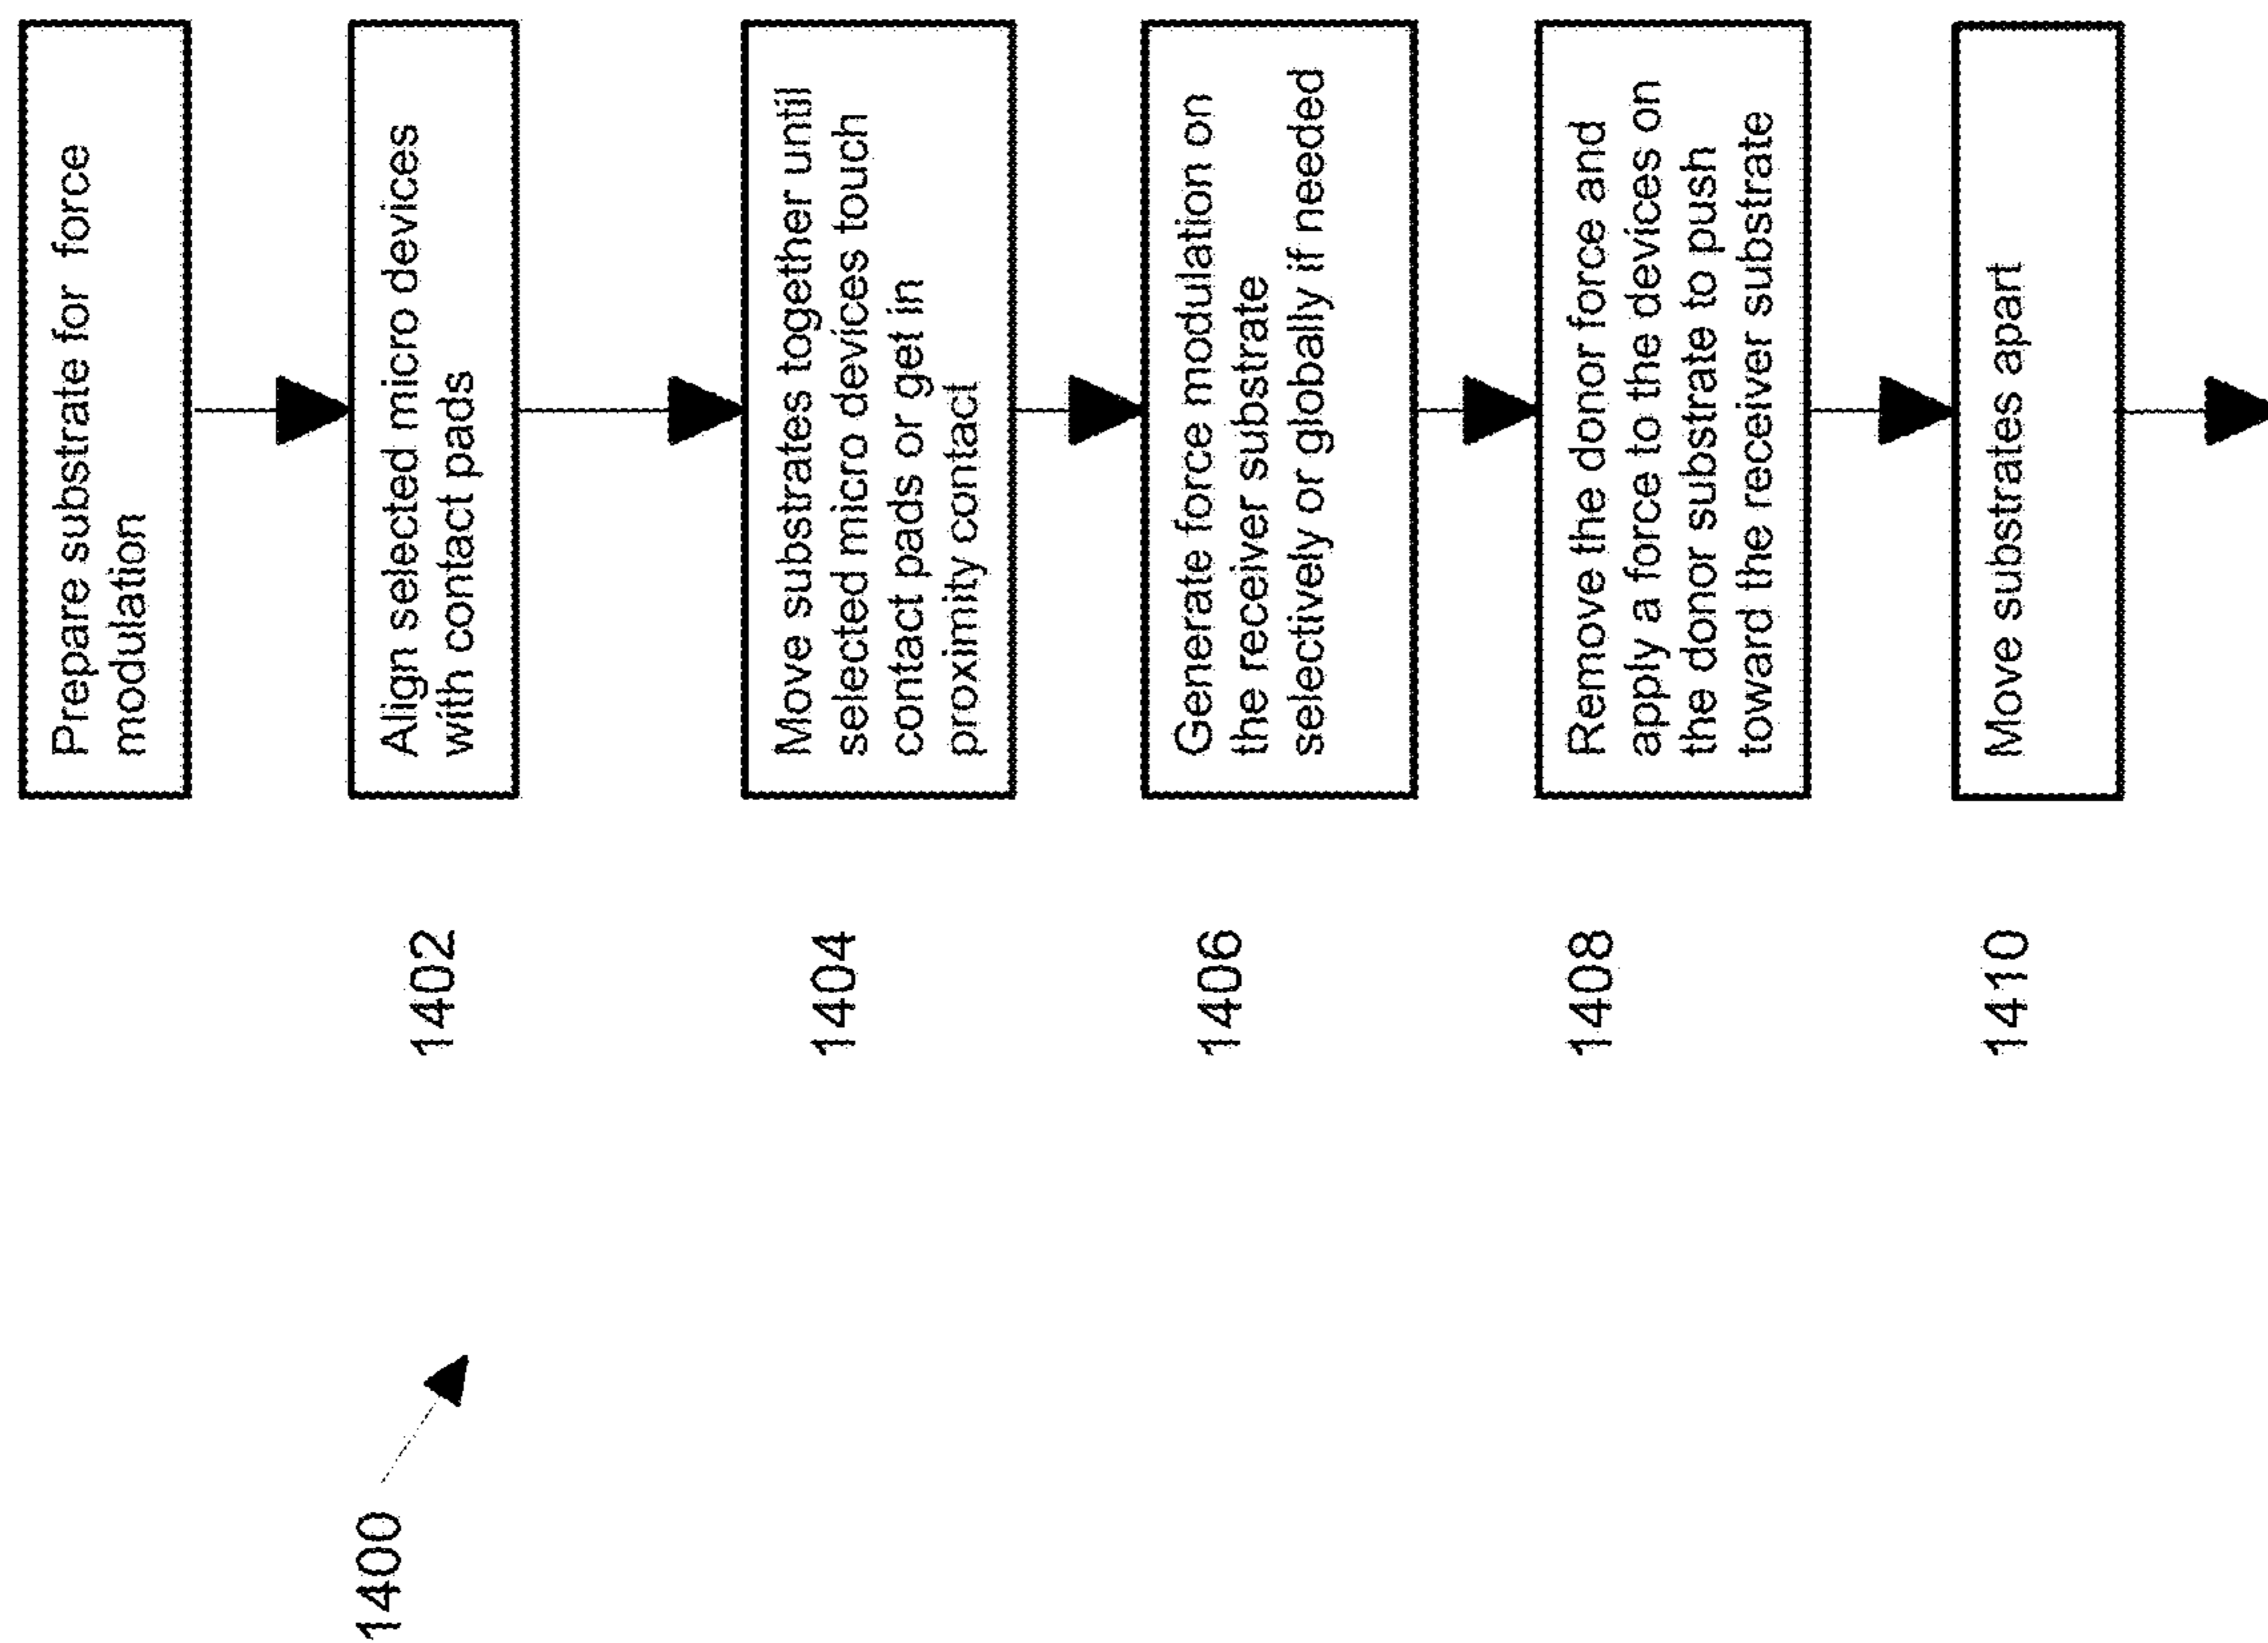 1400
Prepare substrate for force
modulation
1402
Align selected micro devices
with contact pads
1404
Move substrates together until
selected micro devices touch
contact pads or get in
proximity contact
1406
Generate force modulation on
the receiver substrate
selectively or globally if needed
1408
Remove the donor force and
apply a force to the devices on
the donor substrate to push
toward the receiver substrate
1410
Move substrates apart